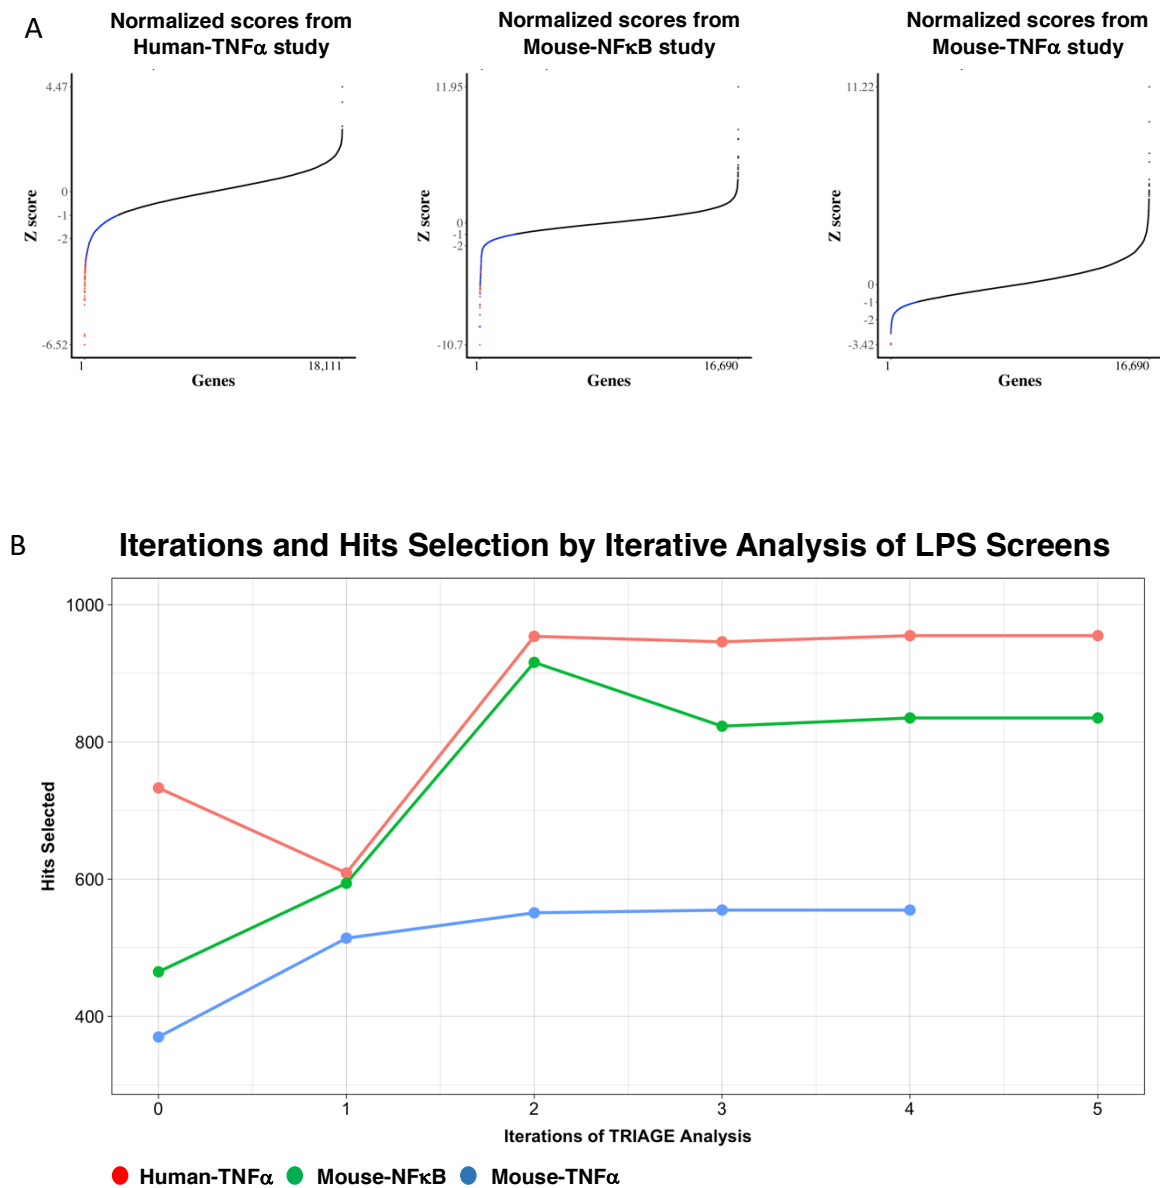 A
Normalized scores from
Human-TNFα study
4.47
0
-1
-2
-6.52
Z score
1
18,111
Genes
Normalized scores from
Mouse-NFκB study
11.95
0
-1
-2
-10.7
Z score
1
16,690
Genes
Normalized scores from
Mouse-TNFα study
11.22
0
-1
-2
-3.42
Z score
1
16,690
Genes
B
Iterations and Hits Selection by Iterative Analysis of LPS Screens
1000
800
600
400
Hits Selected
0 1 2 3 4 5
Iterations of TRIAGE Analysis
Human-TNFα Mouse-NFκB Mouse-TNFα